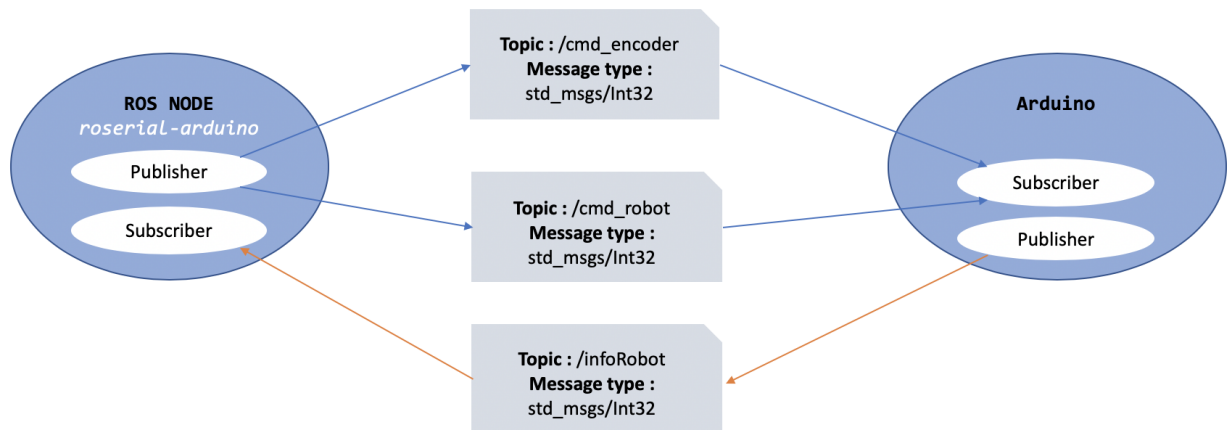 ROS NODE
roserial-arduino
Publisher
Subscriber
Topic : /cmd_encoder
Message type :
std_msgs/Int32
Topic : /cmd_robot
Message type :
std_msgs/Int32
Topic : /infoRobot
Message type :
std_msgs/Int32
Arduino
Subscriber
Publisher